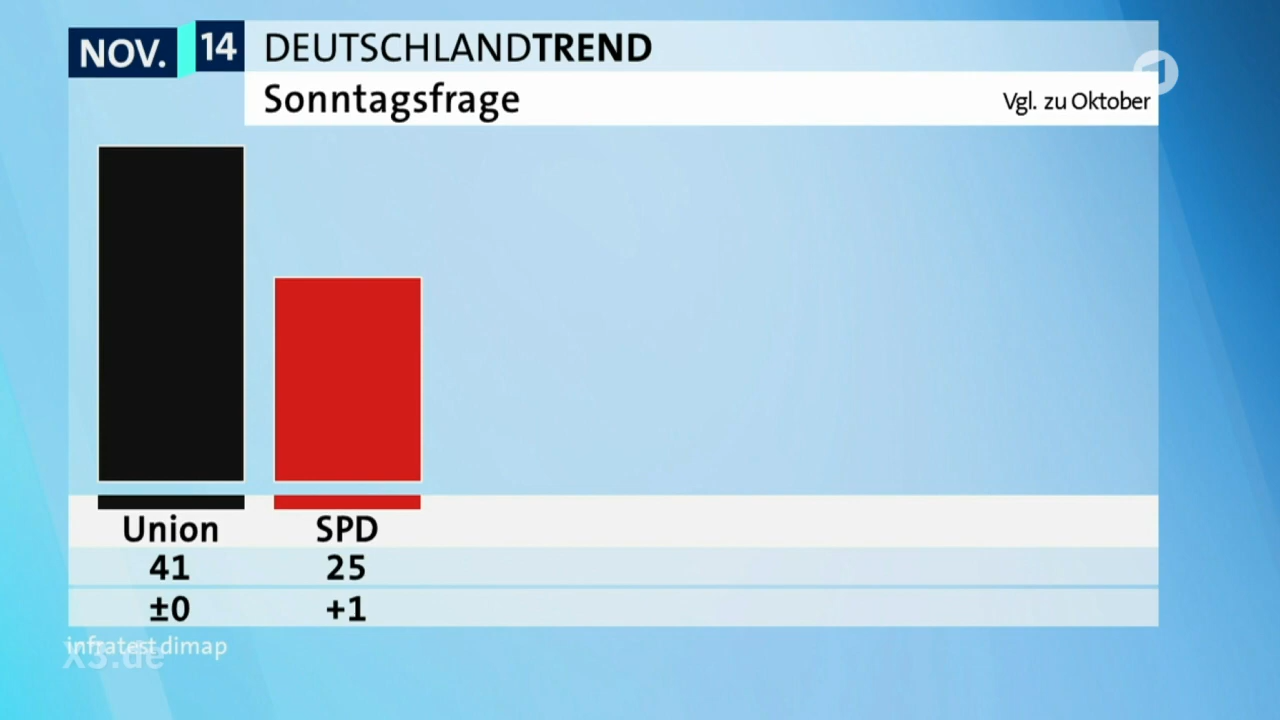 NOV. 14
DEUTSCHLANDTREND
Sonntagsfrage
Vgl. zu Oktober
Union SPD
41 25
±0 +1
infratest dimap
x3.de